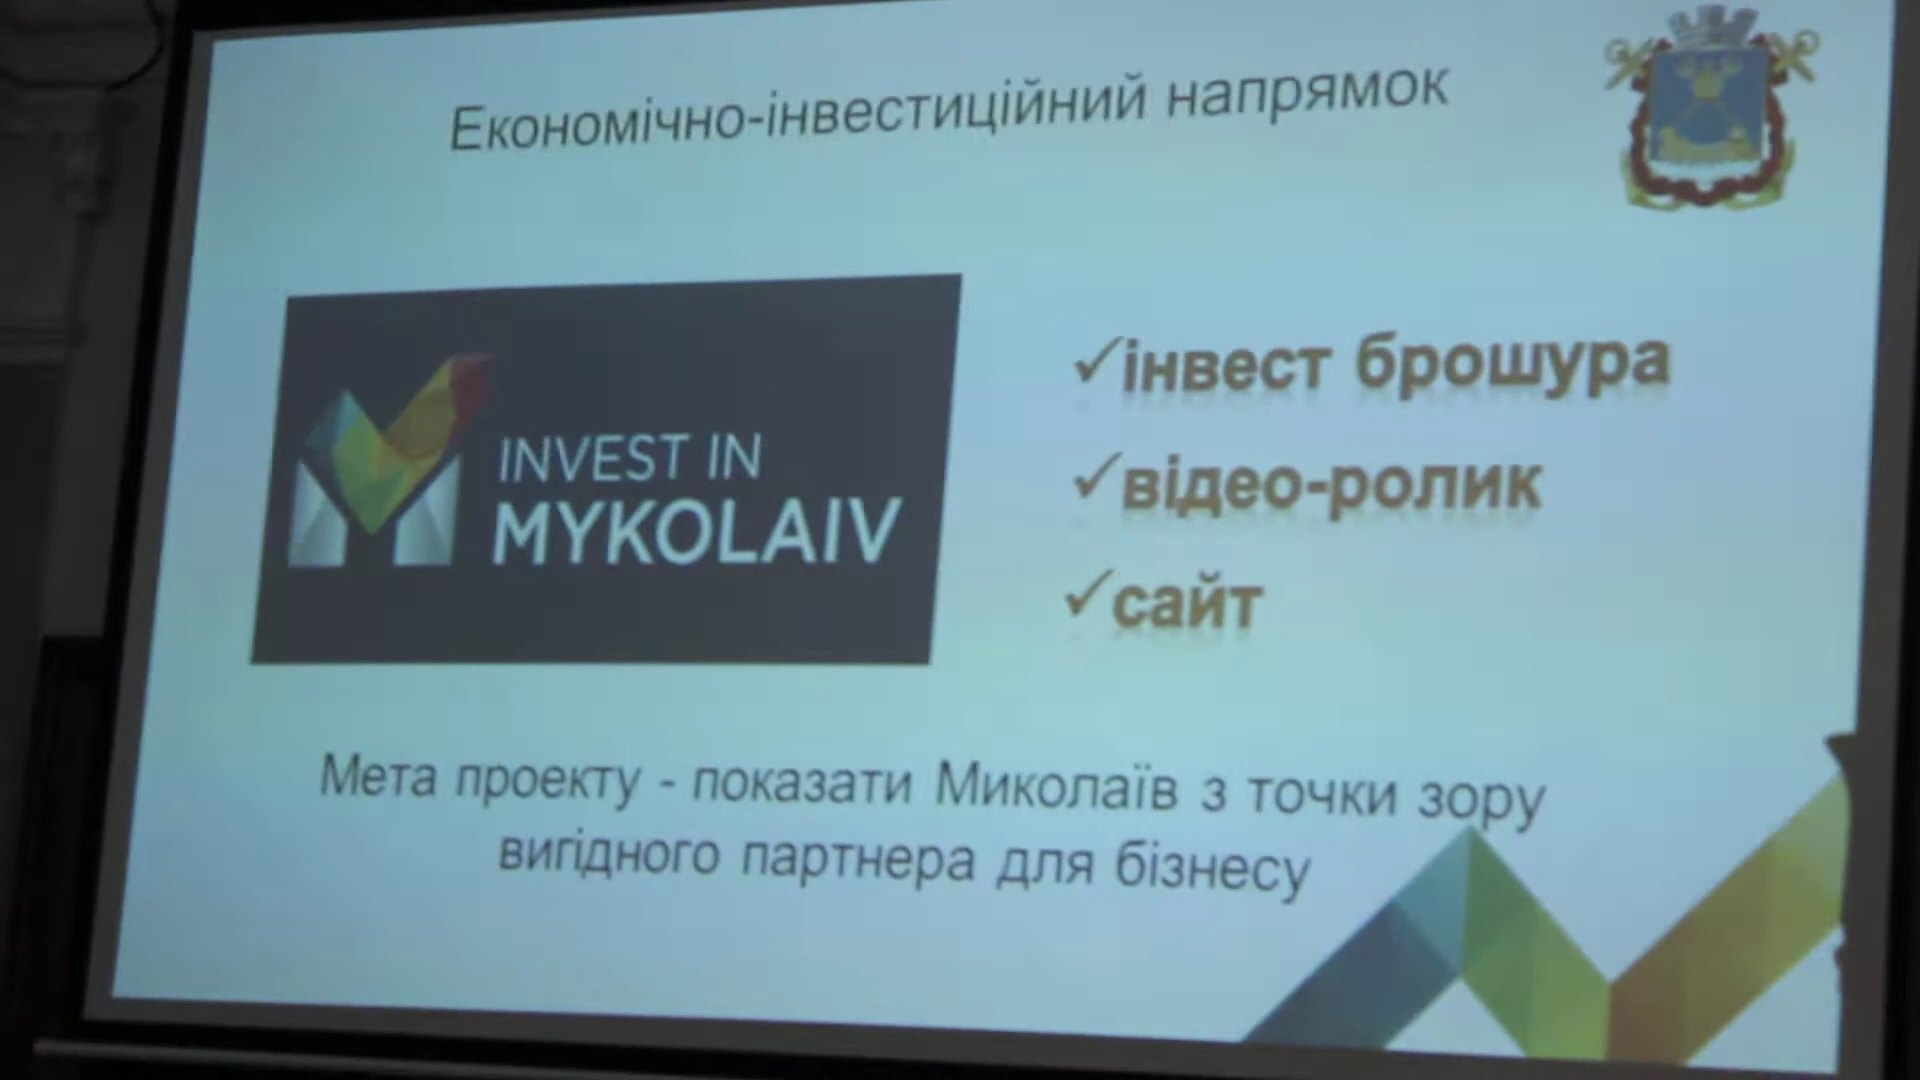 Економічно-інвестиційний напрямок
INVEST IN
MYKOLAIV
✓інвест брошура
✓відео-ролик
✓сайт
Мета проекту - показати Миколаїв з точки зору
вигідного партнера для бізнесу